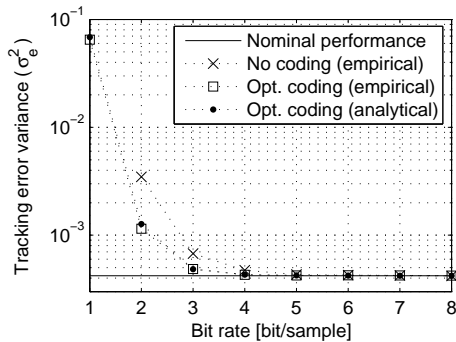 Nominal performance
No coding (empirical)
Opt. coding (empirical)
Opt. coding (analytical)
Tracking error variance (σ_e^2)
10^-1
10^-2
10^-3
1 2 3 4 5 6 7 8
Bit rate [bit/sample]